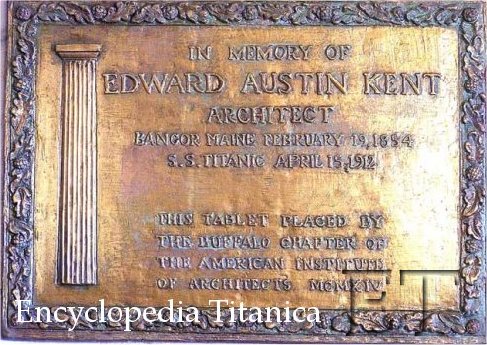 IN MEMORY OF
EDWARD AUSTIN KENT
ARCHITECT
BANGOR MAINE FEBRUARY 19, 1854
S.S. TITANIC APRIL 15, 1912
THIS TABLET PLACED BY
THE BUFFALO CHAPTER OF
THE AMERICAN INSTITUTE
OF ARCHITECTS MCMXIV
ET
Encyclopedia Titanica